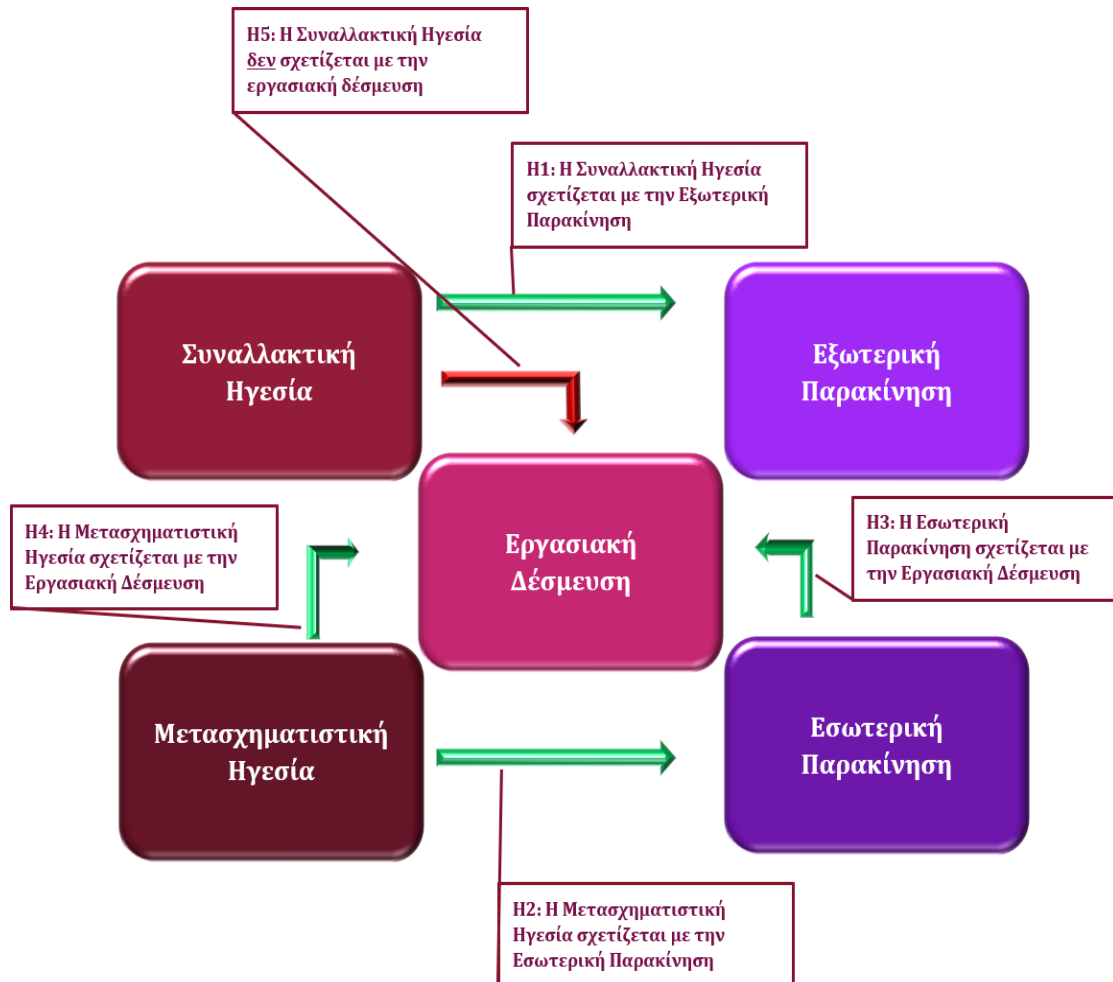 H5: Η Συναλλακτική Ηγεσία
δεν σχετίζεται με την
εργασιακή δέσμευση
H1: Η Συναλλακτική Ηγεσία
σχετίζεται με την Εξωτερική
Παρακίνηση
Συναλλακτική
Ηγεσία
Εξωτερική
Παρακίνηση
H4: Η Μετασχηματιστική
Ηγεσία σχετίζεται με την
Εργασιακή Δέσμευση
Εργασιακή
Δέσμευση
H3: Η Εσωτερική
Παρακίνηση σχετίζεται με
την Εργασιακή Δέσμευση
Μετασχηματιστική
Ηγεσία
Εσωτερική
Παρακίνηση
H2: Η Μετασχηματιστική
Ηγεσία σχετίζεται με την
Εσωτερική Παρακίνηση